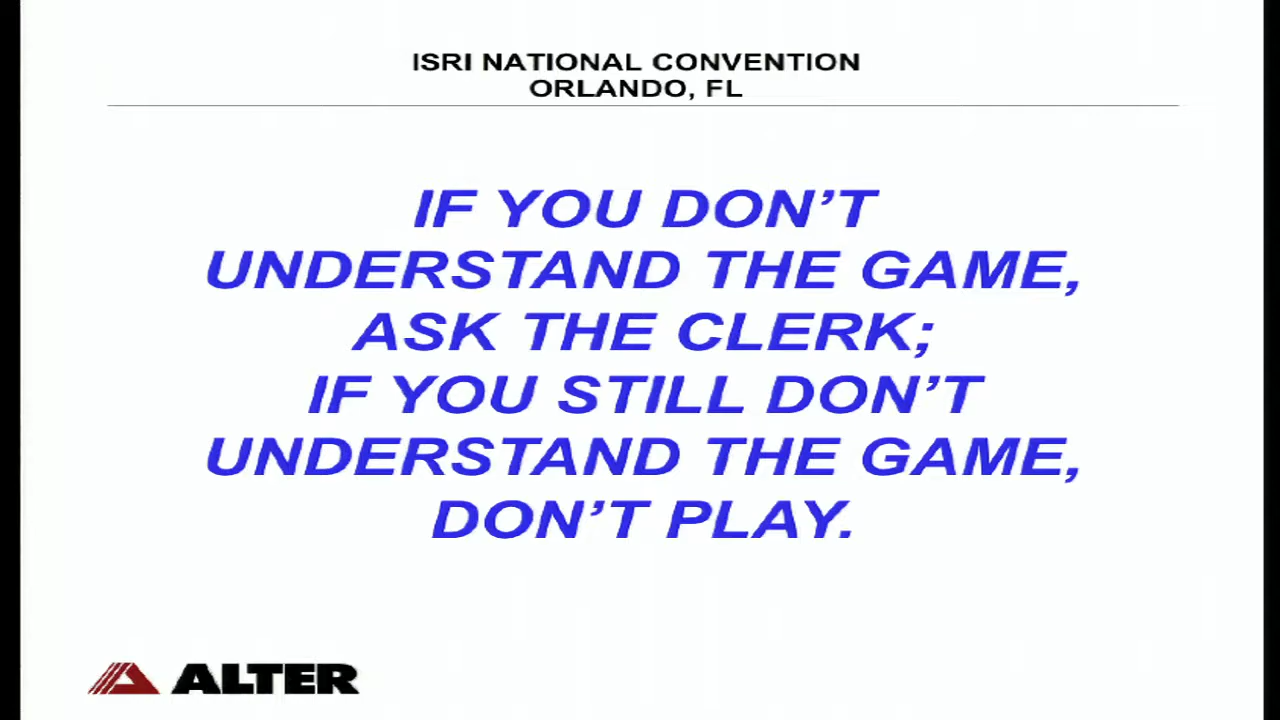 ISRI NATIONAL CONVENTION
ORLANDO, FL
IF YOU DON’T
UNDERSTAND THE GAME,
ASK THE CLERK;
IF YOU STILL DON’T
UNDERSTAND THE GAME,
DON’T PLAY.
ALTER